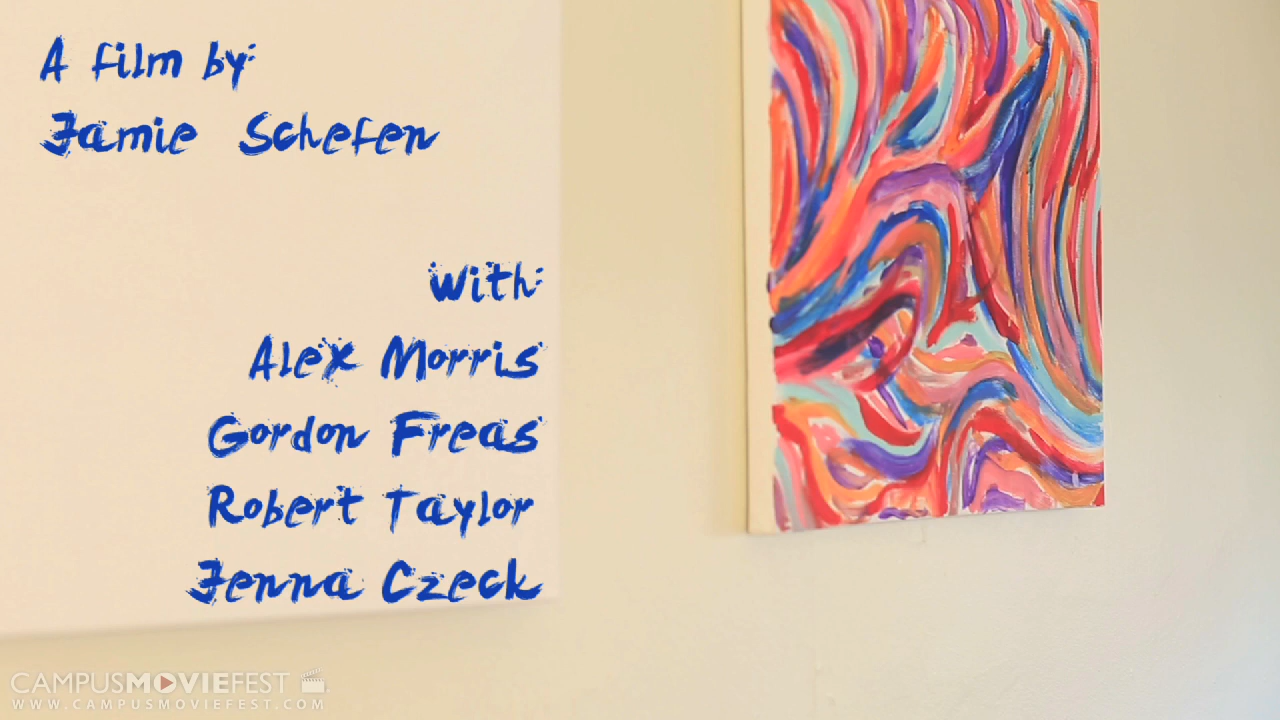 A film by:
Jamie Schefen
With:
Alex Morris
Gordon Freas
Robert Taylor
Jenna Czeck
CAMPUSMOVIEFEST
WWW.CAMPUSMOVIEFEST.COM